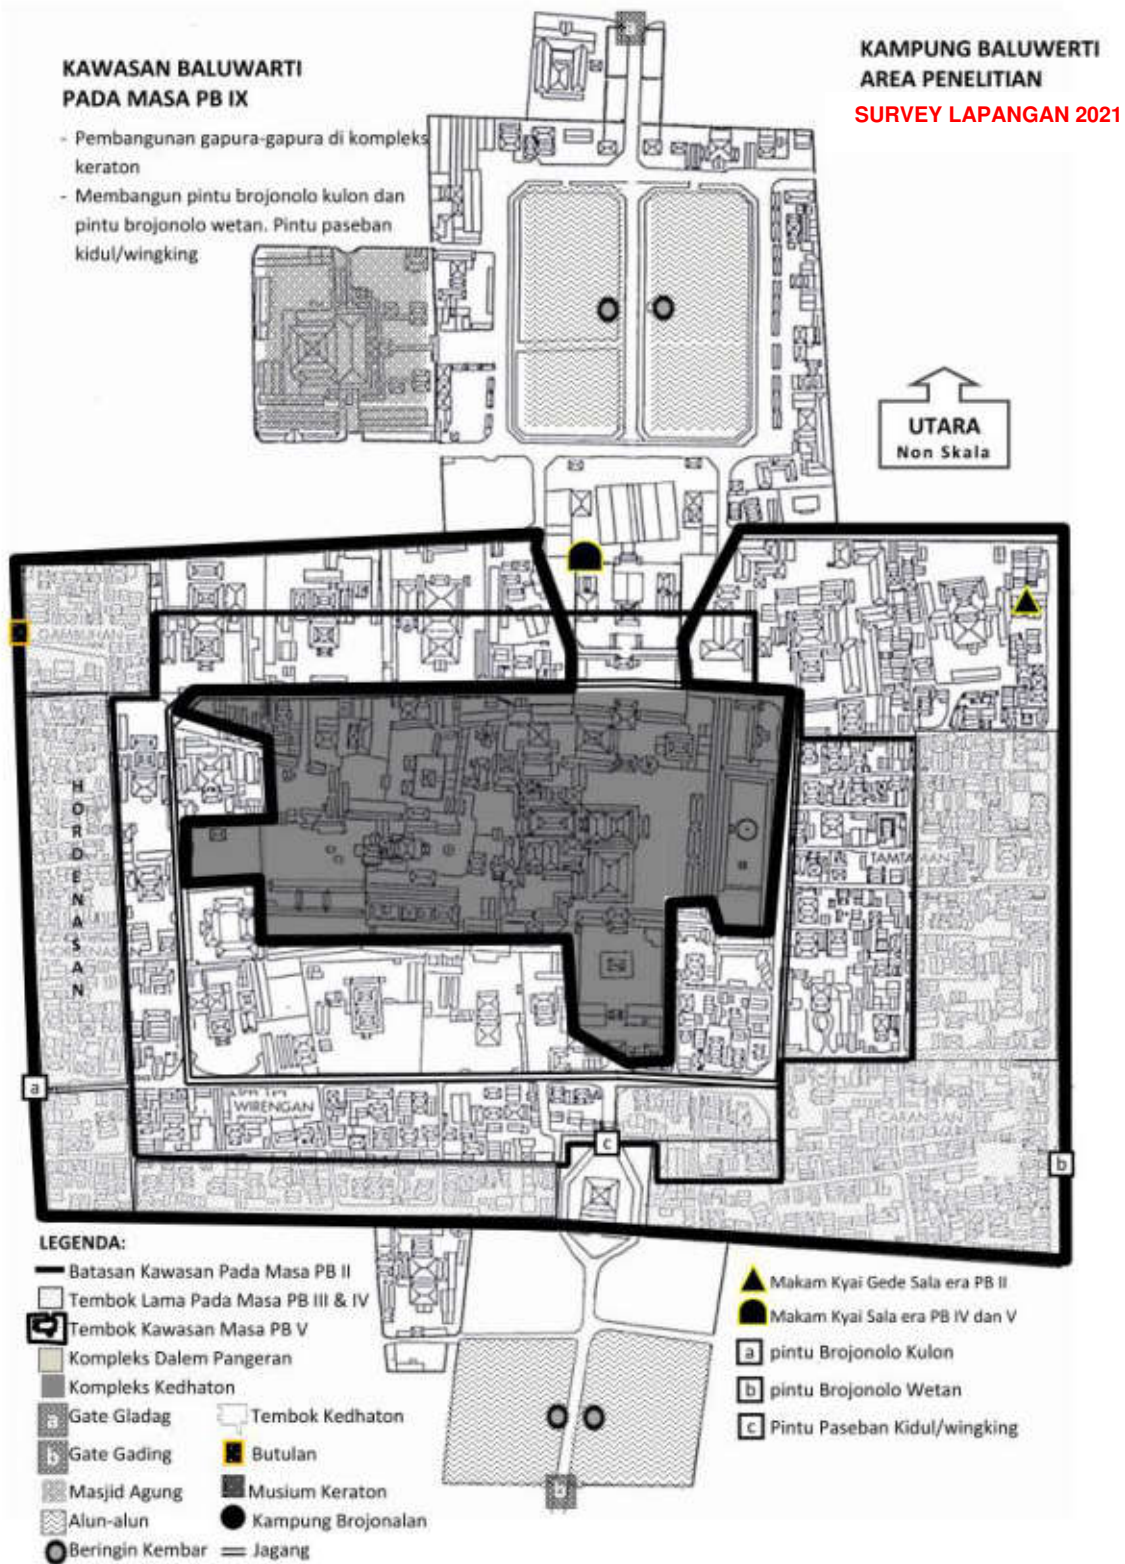 KAWASAN BALUWARTI
PADA MASA PB IX
- Pembangunan gapura-gapura di kompleks
keraton
- Membangun pintu brojonolo kulon dan
pintu brojonolo wetan. Pintu paseban
kidul/wingking
KAMPUNG BALUWERTI
AREA PENELITIAN
SURVEY LAPANGAN 2021
UTARA
Non Skala
GAMBUHAN
HORDENASAN
TAMTAMAN
WIRENGAN
a
c
b
LEGENDA:
Batasan Kawasan Pada Masa PB II
Tembok Lama Pada Masa PB III & IV
Tembok Kawasan Masa PB V
Kompleks Dalem Pangeran
Kompleks Kedhaton
a Gate Gladag
b Gate Gading
Masjid Agung
Alun-alun
Beringin Kembar
Tembok Kedhaton
Butulan
Musium Keraton
Kampung Brojonalan
Jagang
Makam Kyai Gede Sala era PB II
Makam Kyai Sala era PB IV dan V
a pintu Brojonolo Kulon
b pintu Brojonolo Wetan
c Pintu Paseban Kidul/wingking